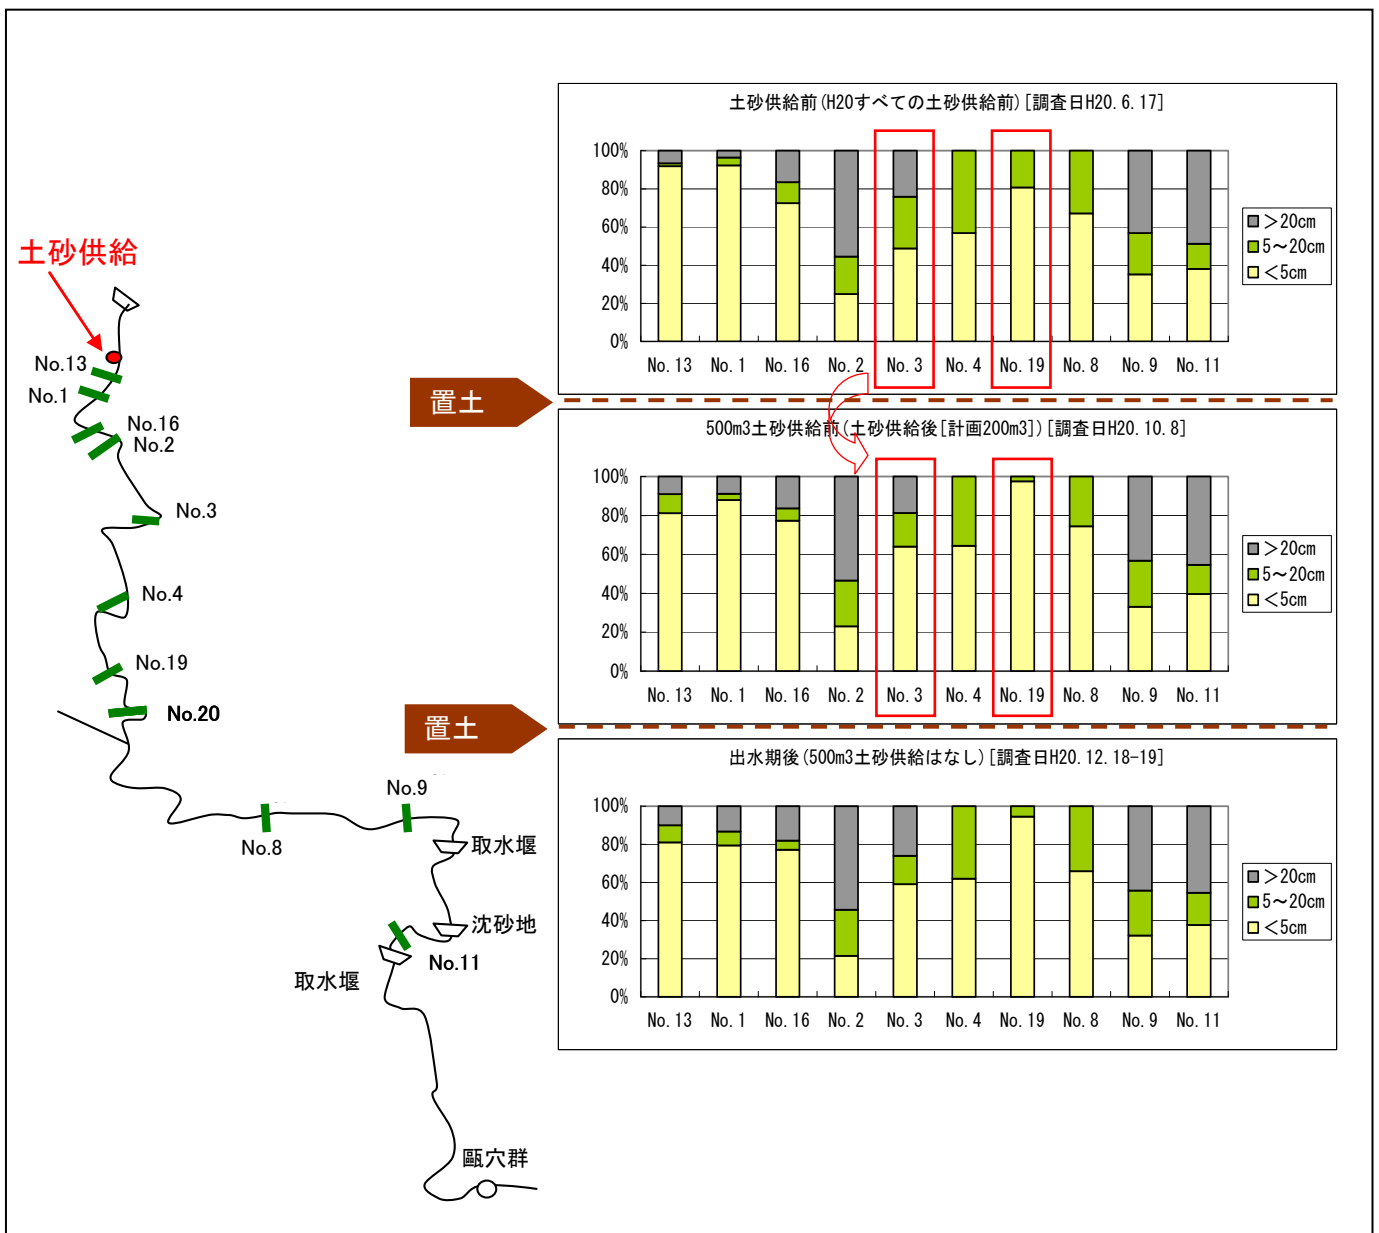 土砂供給
No.13
No.1
No.16
No.2
No.3
No.4
No.19
No.20
No.9
No.8
取水堰
沈砂地
No.11
取水堰
甌穴群
置土
置土
土砂供給前(H20すべての土砂供給前)[調査日H20.6.17]
100%
80%
60%
40%
20%
0%
No.13 No.1 No.16 No.2 No.3 No.4 No.19 No.8 No.9 No.11
＞20cm
5～20cm
＜5cm
500m3土砂供給前(土砂供給後[計画200m3])[調査日H20.10.8]
100%
80%
60%
40%
20%
0%
No.13 No.1 No.16 No.2 No.3 No.4 No.19 No.8 No.9 No.11
＞20cm
5～20cm
＜5cm
出水期後(500m3土砂供給はなし)[調査日H20.12.18-19]
100%
80%
60%
40%
20%
0%
No.13 No.1 No.16 No.2 No.3 No.4 No.19 No.8 No.9 No.11
＞20cm
5～20cm
＜5cm